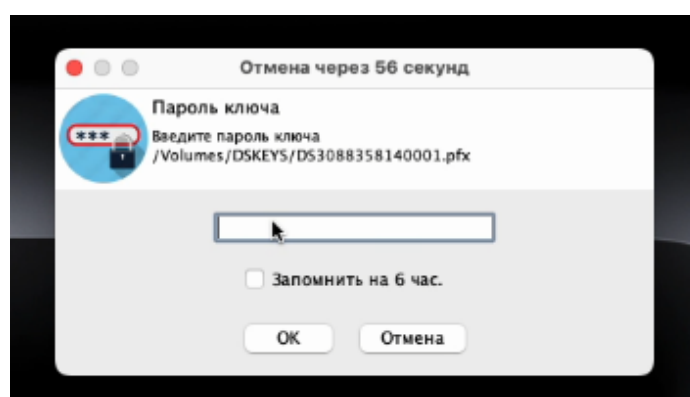 Отмена через 56 секунд
Пароль ключа
***
Введите пароль ключа
/Volumes/DSKEYS/DS3088358140001.pfx
Запомнить на 6 час.
OK
Отмена